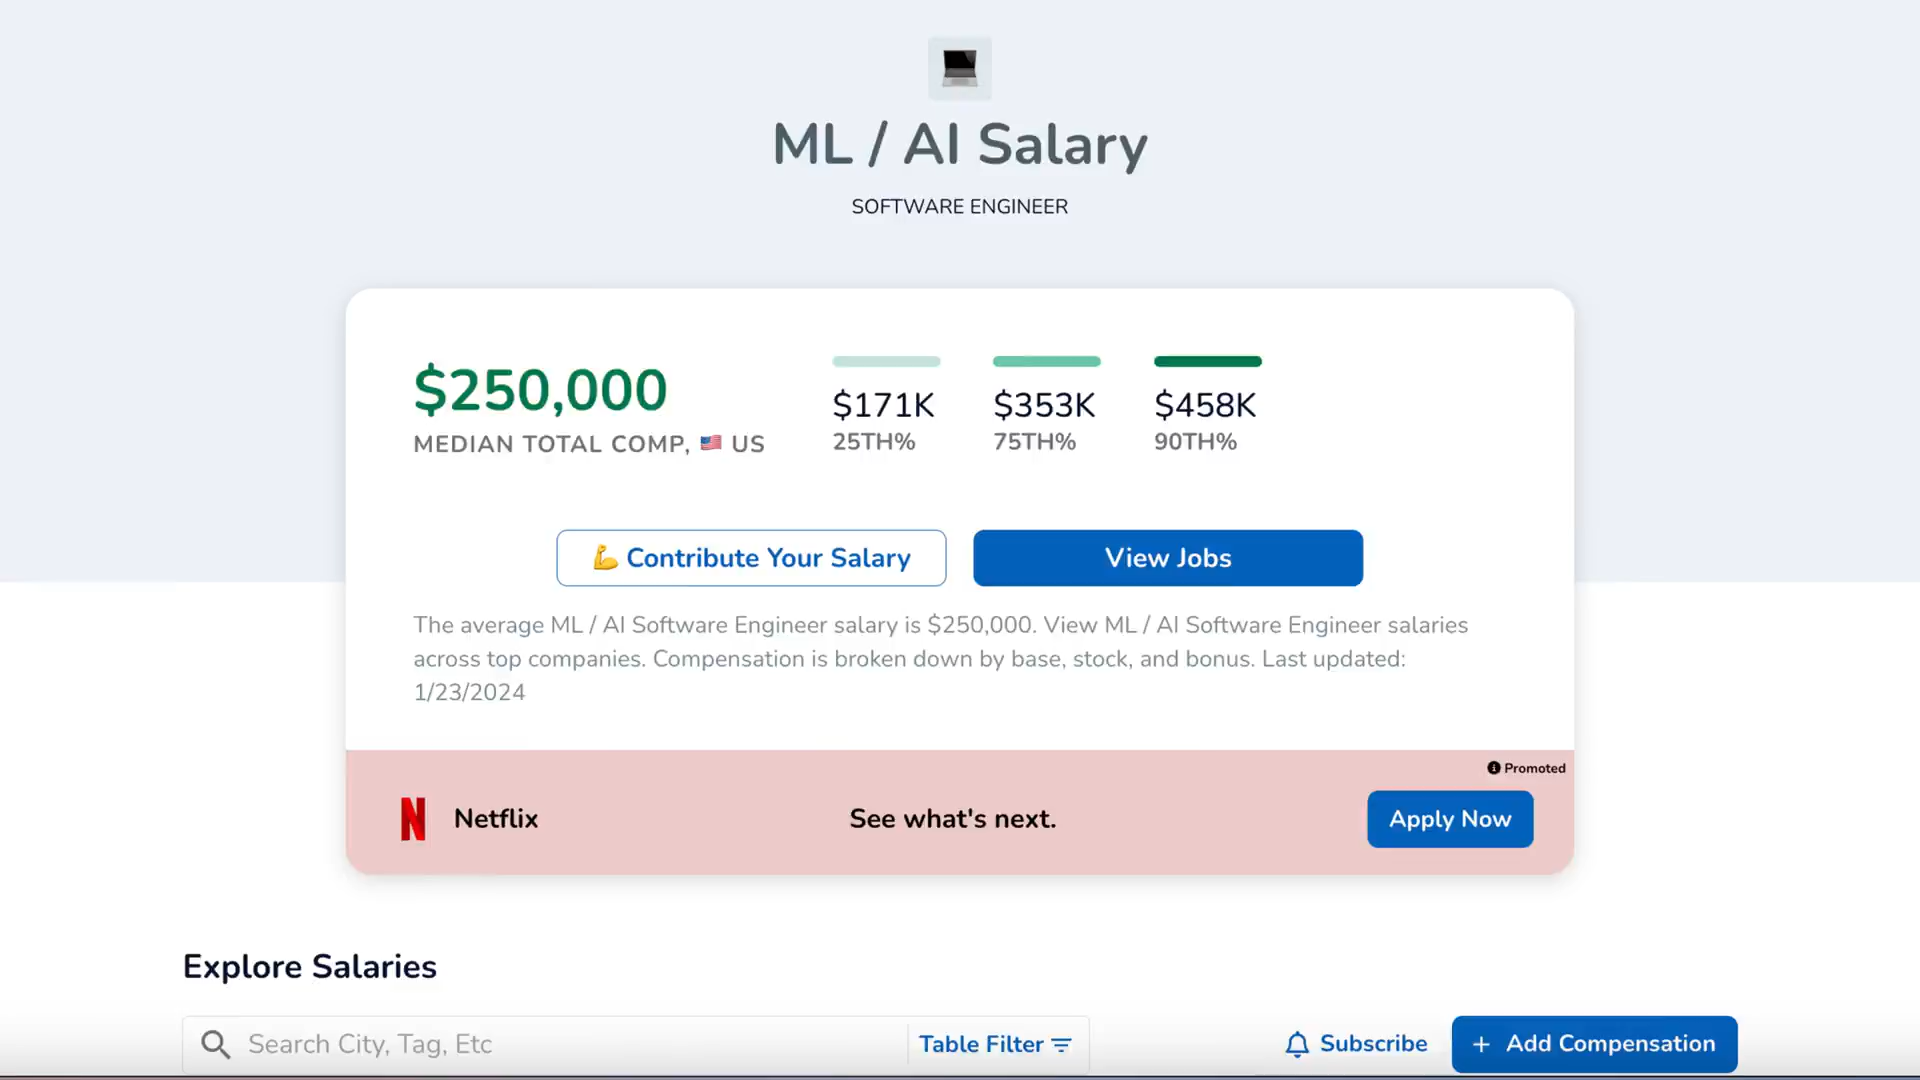 ML / AI Salary
SOFTWARE ENGINEER
$250,000
MEDIAN TOTAL COMP, 🇺🇸 US
$171K
25TH%
$353K
75TH%
$458K
90TH%
💪 Contribute Your Salary
View Jobs
The average ML / AI Software Engineer salary is $250,000. View ML / AI Software Engineer salaries
across top companies. Compensation is broken down by base, stock, and bonus. Last updated:
1/23/2024
Promoted
N Netflix
See what's next.
Apply Now
Explore Salaries
Search City, Tag, Etc
Table Filter
Subscribe
+ Add Compensation